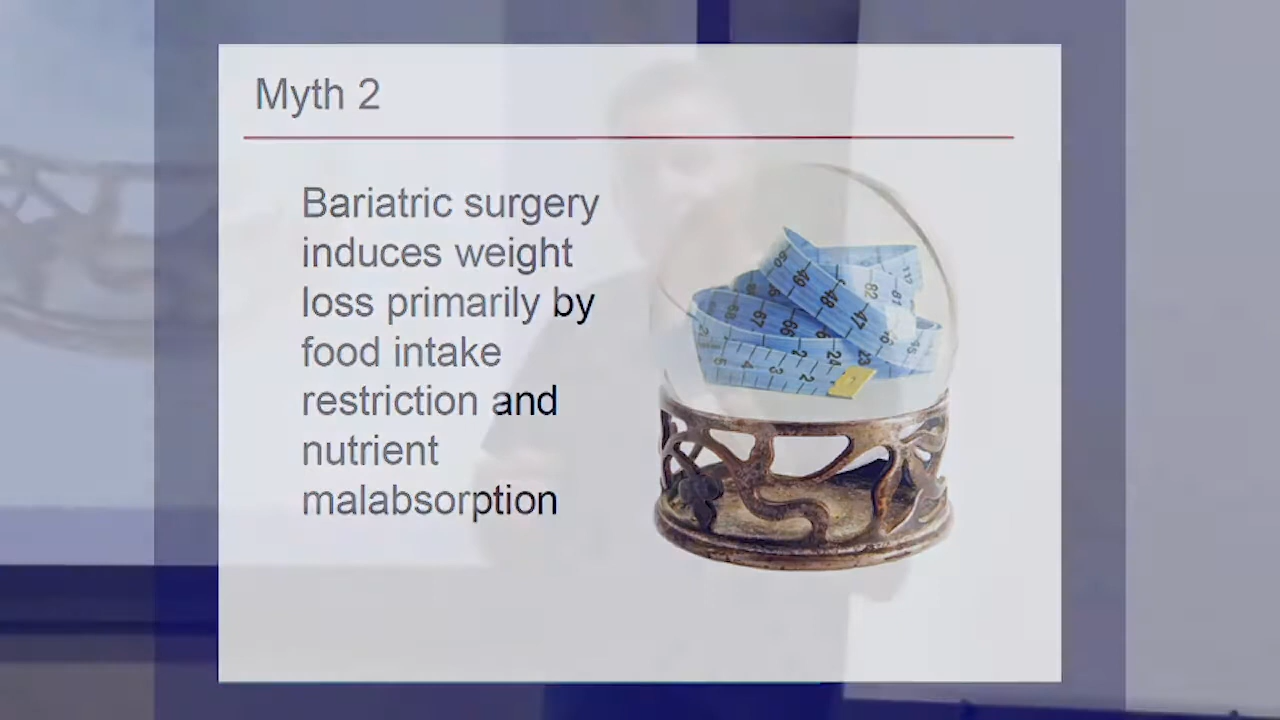 Myth 2
Bariatric surgery
induces weight
loss primarily by
food intake
restriction and
nutrient
malabsorption